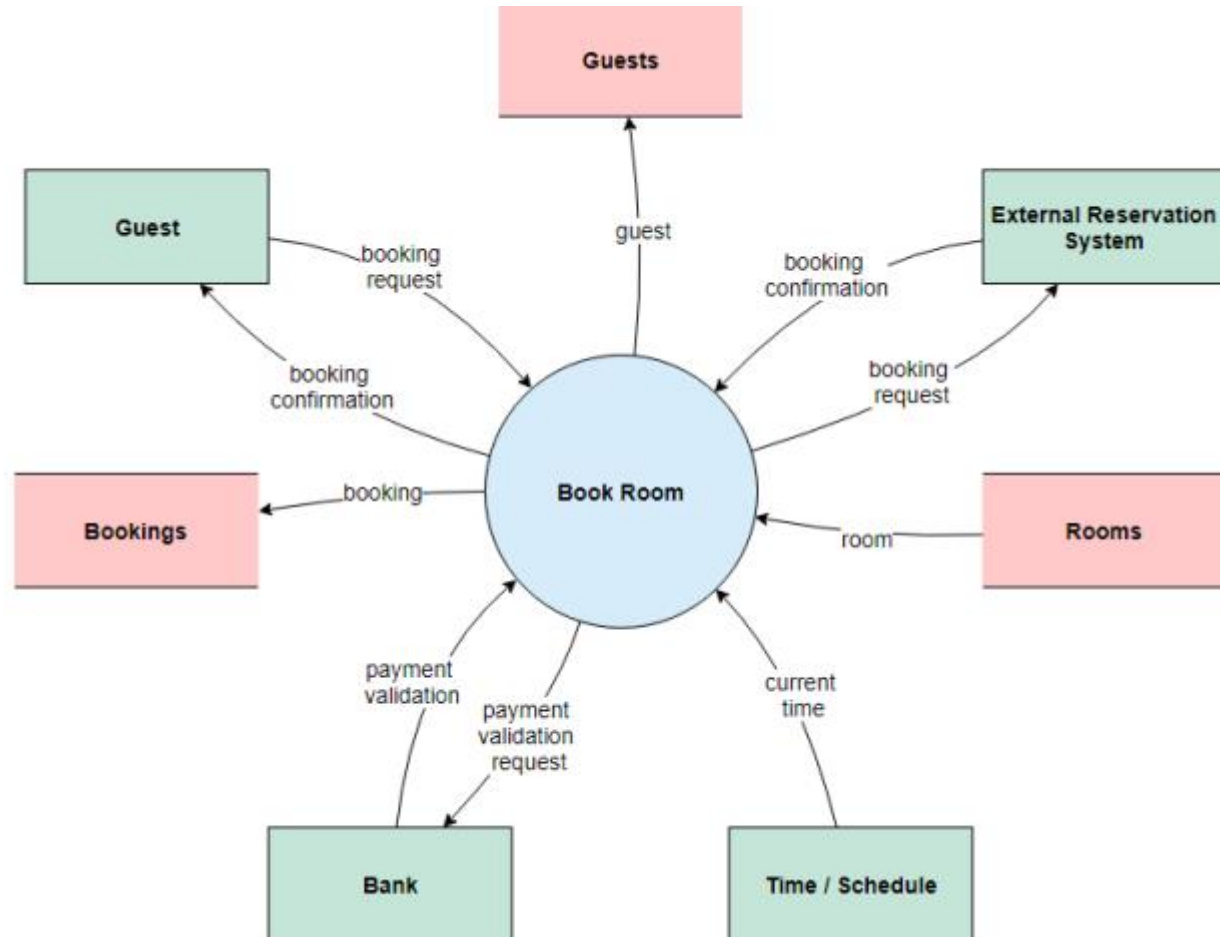 Guests
Guest
External Reservation
System
guest
booking
request
booking
confirmation
booking
confirmation
booking
request
Bookings
booking
Book Room
room
Rooms
payment
validation
payment
validation
request
current
time
Bank
Time / Schedule